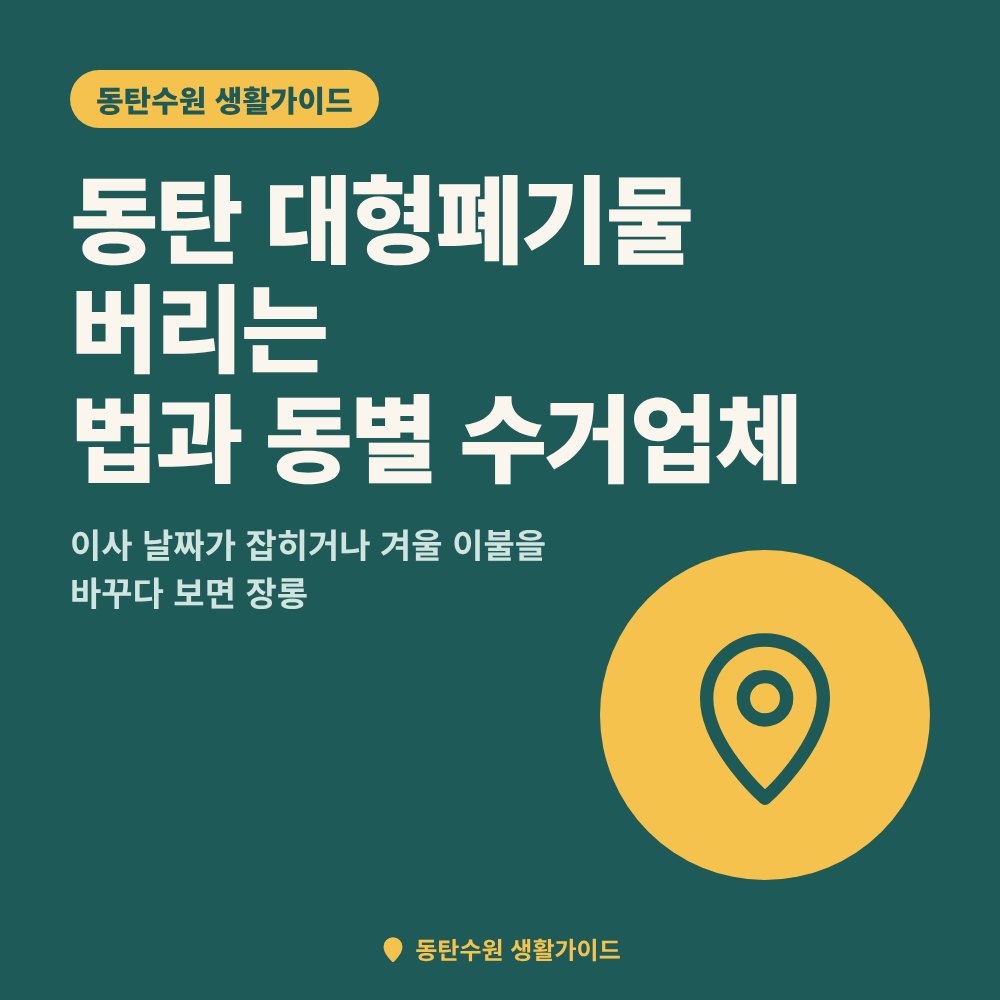 동탄수원 생활가이드
동탄 대형폐기물
버리는
법과 동별 수거업체
이사 날짜가 잡히거나 겨울 이불을
바꾸다 보면 장롱
동탄수원 생활가이드